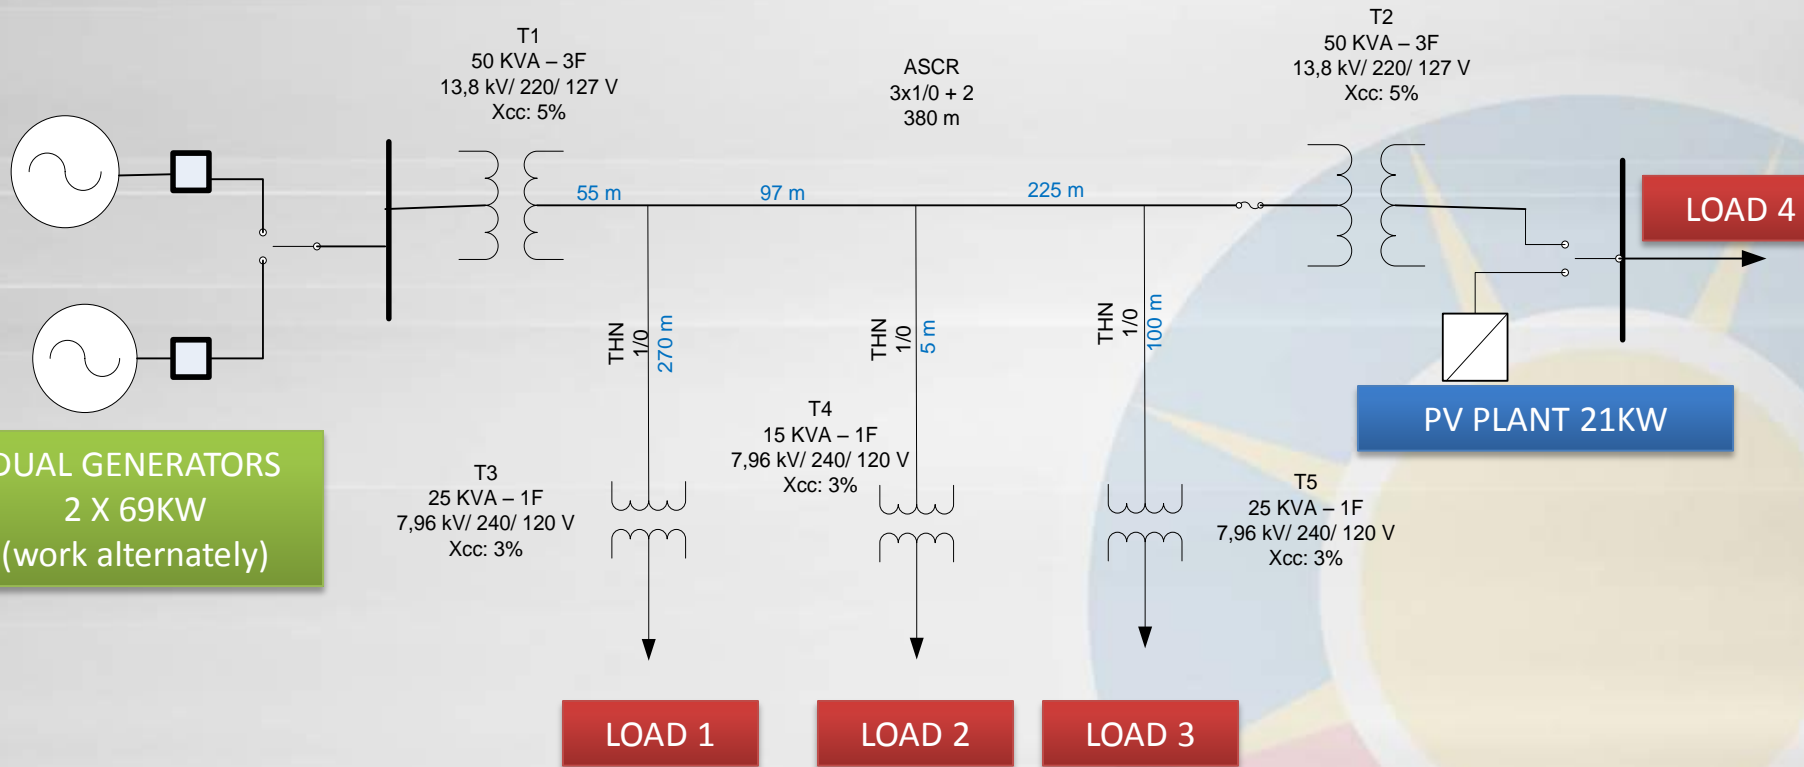 T1
50 KVA – 3F
13,8 kV/ 220/ 127 V
Xcc: 5%
ASCR
3x1/0 + 2
380 m
T2
50 KVA – 3F
13,8 kV/ 220/ 127 V
Xcc: 5%
55 m
97 m
225 m
LOAD 4
THN
1/0
270 m
THN
1/0
5 m
THN
1/0
100 m
PV PLANT 21KW
DUAL GENERATORS
2 X 69KW
(work alternately)
T3
25 KVA – 1F
7,96 kV/ 240/ 120 V
Xcc: 3%
T4
15 KVA – 1F
7,96 kV/ 240/ 120 V
Xcc: 3%
T5
25 KVA – 1F
7,96 kV/ 240/ 120 V
Xcc: 3%
LOAD 1
LOAD 2
LOAD 3